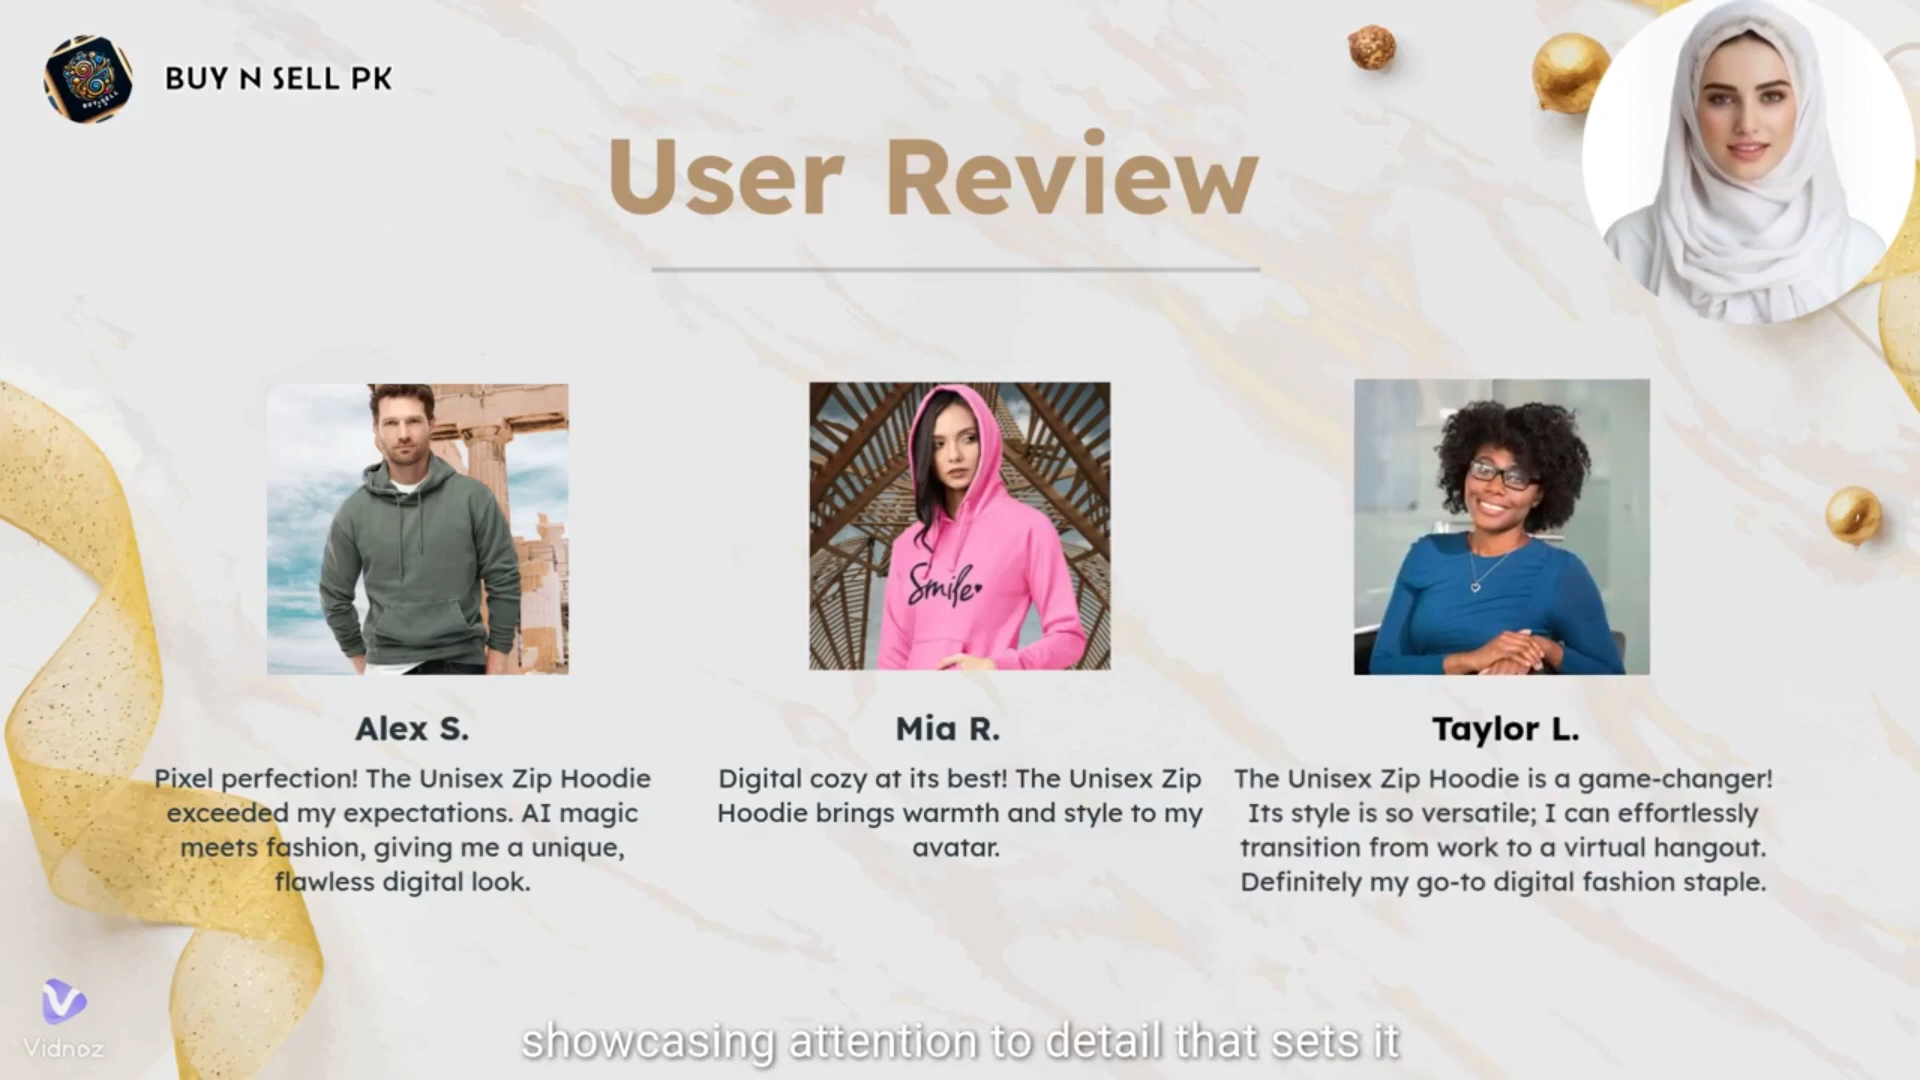 BUY N SELL PK
BUY N SELL
User Review
Smile
Alex S.
Pixel perfection! The Unisex Zip Hoodie
exceeded my expectations. AI magic
meets fashion, giving me a unique,
flawless digital look.
Mia R.
Digital cozy at its best! The Unisex Zip
Hoodie brings warmth and style to my
avatar.
Taylor L.
The Unisex Zip Hoodie is a game-changer!
Its style is so versatile; I can effortlessly
transition from work to a virtual hangout.
Definitely my go-to digital fashion staple.
Vidnoz
showcasing attention to detail that sets it